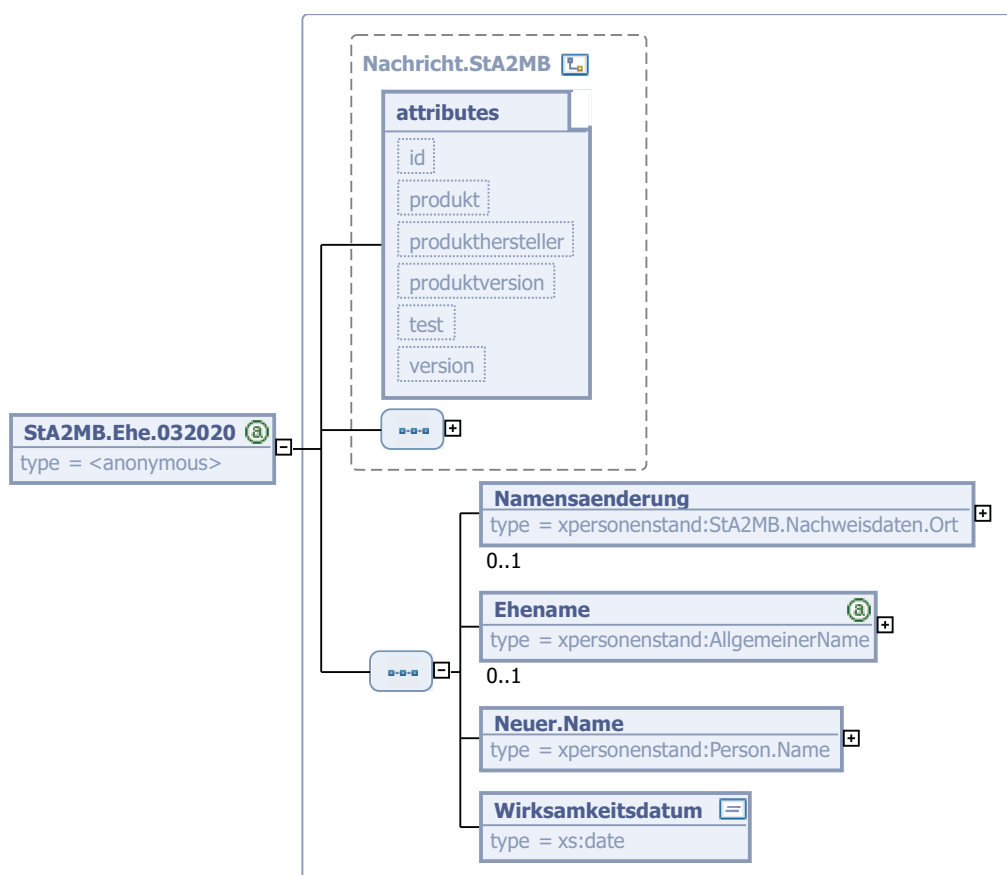 Nachricht.StA2MB
attributes
id
produkt
produkthersteller
produktversion
test
version
StA2MB.Ehe.032020
type = <anonymous>
Namensaenderung
type = xpersonenstand:StA2MB.Nachweisdaten.Ort
0..1
Ehename
type = xpersonenstand:AllgemeinerName
0..1
Neuer.Name
type = xpersonenstand:Person.Name
Wirksamkeitsdatum
type = xs:date